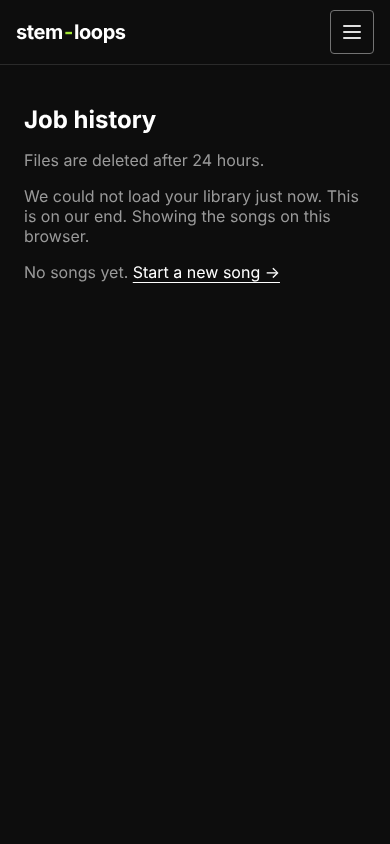 stem-loops
Job history
Files are deleted after 24 hours.
We could not load your library just now. This
is on our end. Showing the songs on this
browser.
No songs yet. Start a new song →